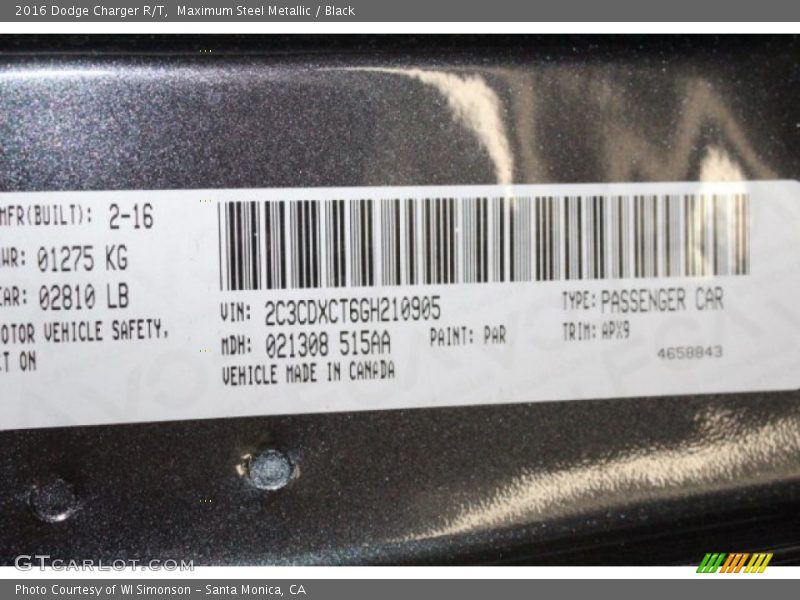 2016 Dodge Charger R/T, Maximum Steel Metallic / Black
MFR(BUILT): 2-16
WR: 01275 KG
AR: 02810 LB
OTOR VEHICLE SAFETY.
T ON
VIN: 2C3CDXCT6GH210905
MDH: 021308 515AA
VEHICLE MADE IN CANADA
PAINT: PAR
TYPE: PASSENGER CAR
TRIM: APX9
4658843
GTCARLOT.COM
Photo Courtesy of WI Simonson - Santa Monica, CA